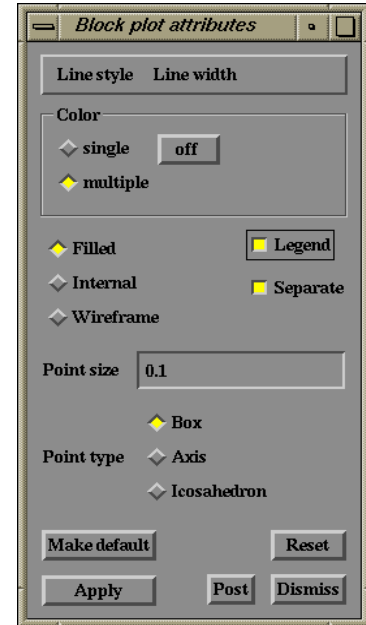 Block plot attributes
Line style Line width
Color
single off
multiple
Filled Legend
Internal Separate
Wireframe
Point size 0.1
Box
Point type Axis
Icosahedron
Make default Reset
Apply Post Dismiss